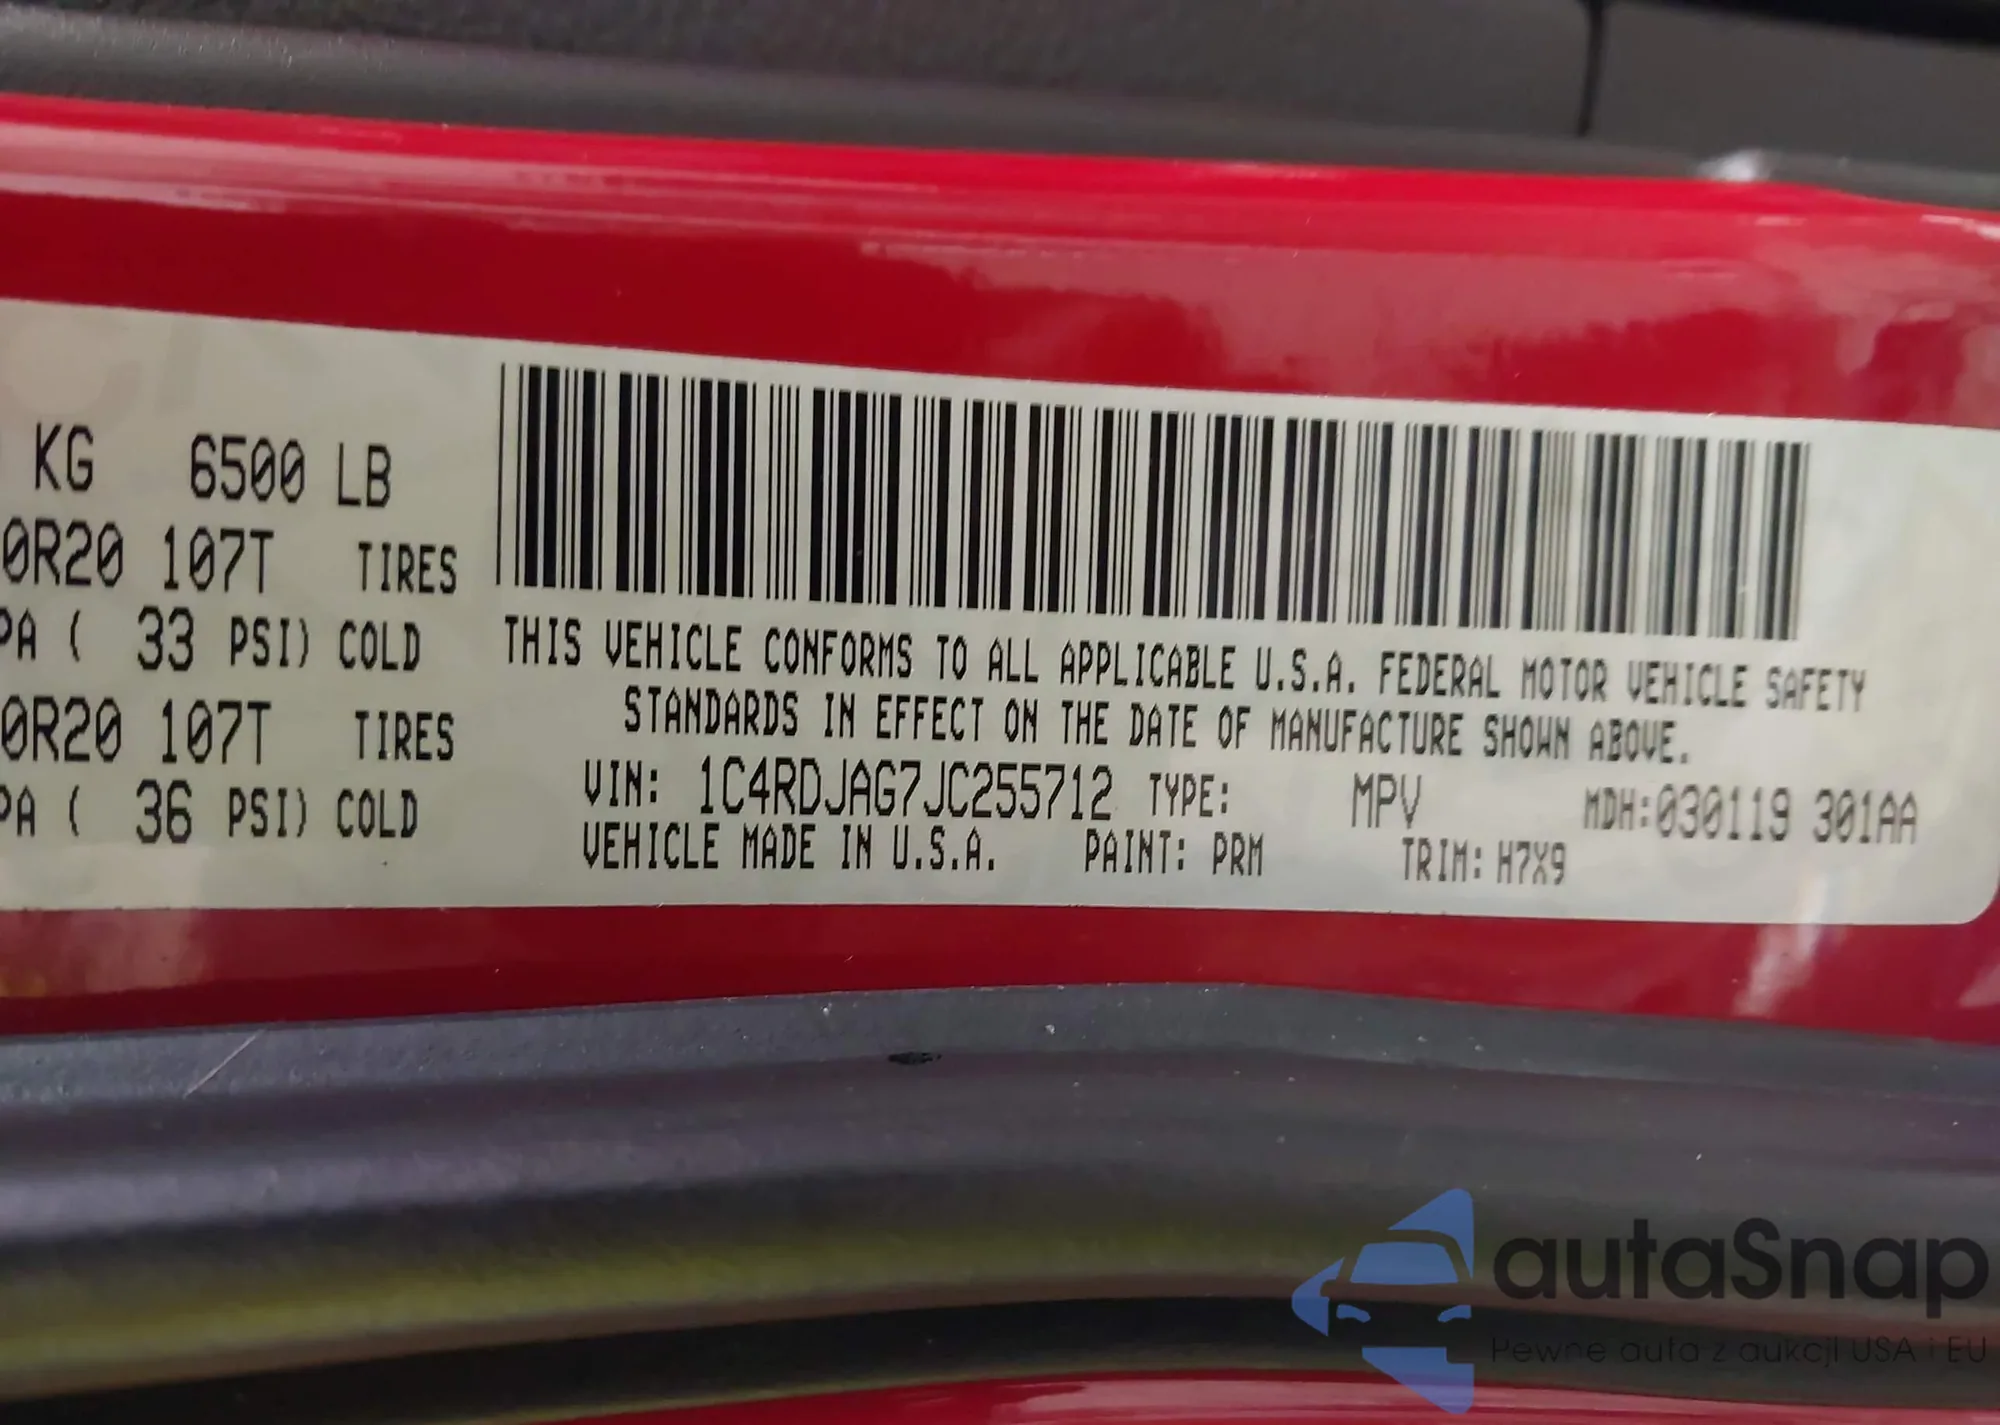 KG 6500 LB
0R20 107T TIRES
PA ( 33 PSI) COLD
0R20 107T TIRES
PA ( 36 PSI) COLD
THIS VEHICLE CONFORMS TO ALL APPLICABLE U.S.A. FEDERAL MOTOR VEHICLE SAFETY
STANDARDS IN EFFECT ON THE DATE OF MANUFACTURE SHOWN ABOVE.
VIN: 1C4RDJAG7JC255712 TYPE: MPV MDH:030119 301AA
VEHICLE MADE IN U.S.A. PAINT: PRM TRIM: H7X9
autaSnap
Pewne auta z aukcji USA i EU